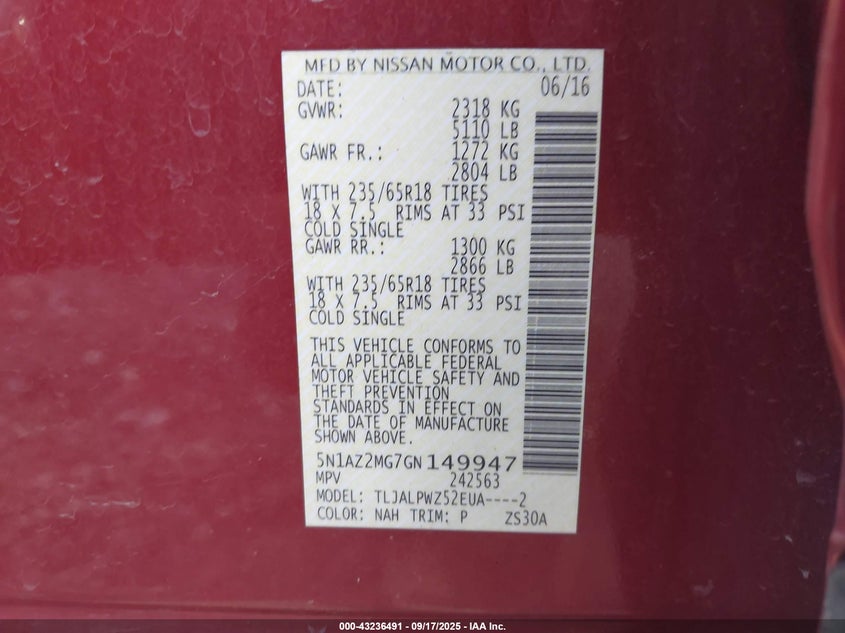 MFD BY NISSAN MOTOR CO., LTD.
DATE: 06/16
GVWR: 2318 KG
5110 LB
GAWR FR.: 1272 KG
2804 LB
WITH 235/65R18 TIRES
18 X 7.5 RIMS AT 33 PSI
COLD SINGLE
GAWR RR.: 1300 KG
2866 LB
WITH 235/65R18 TIRES
18 X 7.5 RIMS AT 33 PSI
COLD SINGLE
THIS VEHICLE CONFORMS TO
ALL APPLICABLE FEDERAL
MOTOR VEHICLE SAFETY AND
THEFT PREVENTION
STANDARDS IN EFFECT ON
THE DATE OF MANUFACTURE
SHOWN ABOVE.
5N1AZ2MG7GN149947
MPV 242563
MODEL: TLJALPWZ52EUA----2
COLOR: NAH TRIM: P ZS30A
000-43236491 - 09/17/2025 - IAA Inc.